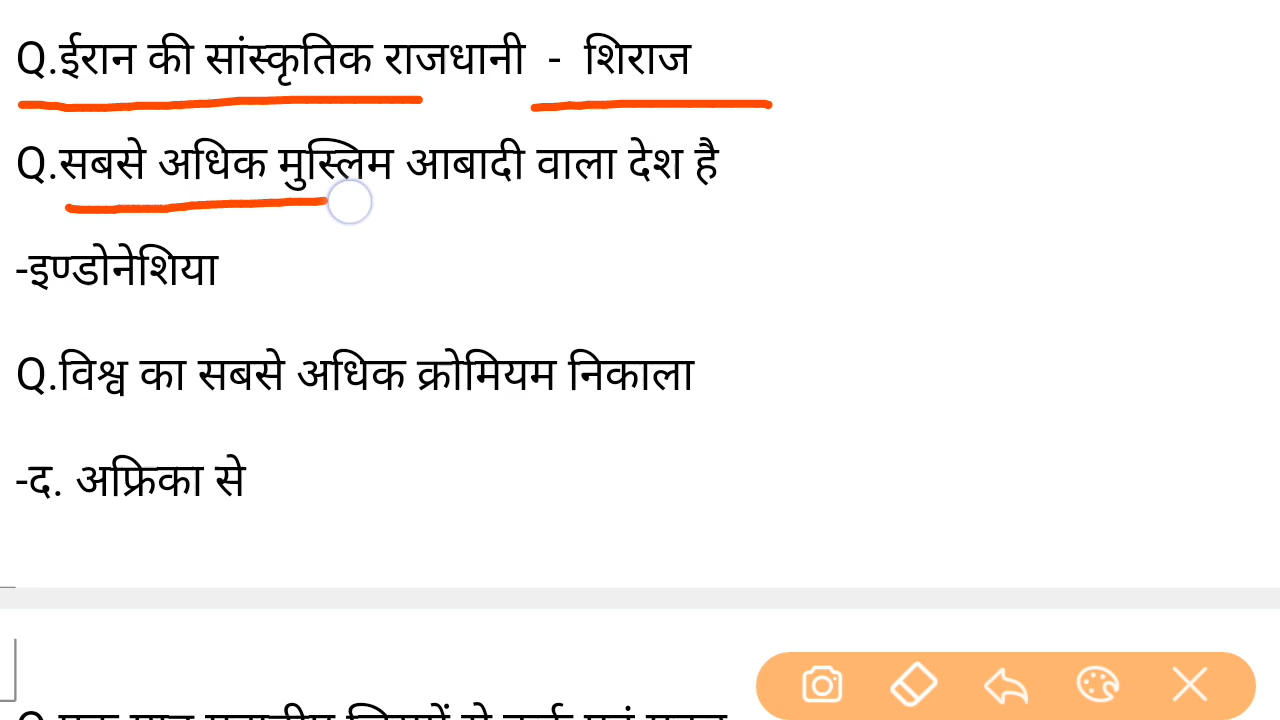 Q.ईरान की सांस्कृतिक राजधानी - शिराज
Q.सबसे अधिक मुस्लिम आबादी वाला देश है
-इण्डोनेशिया
Q.विश्व का सबसे अधिक क्रोमियम निकाला
-द. अफ्रिका से